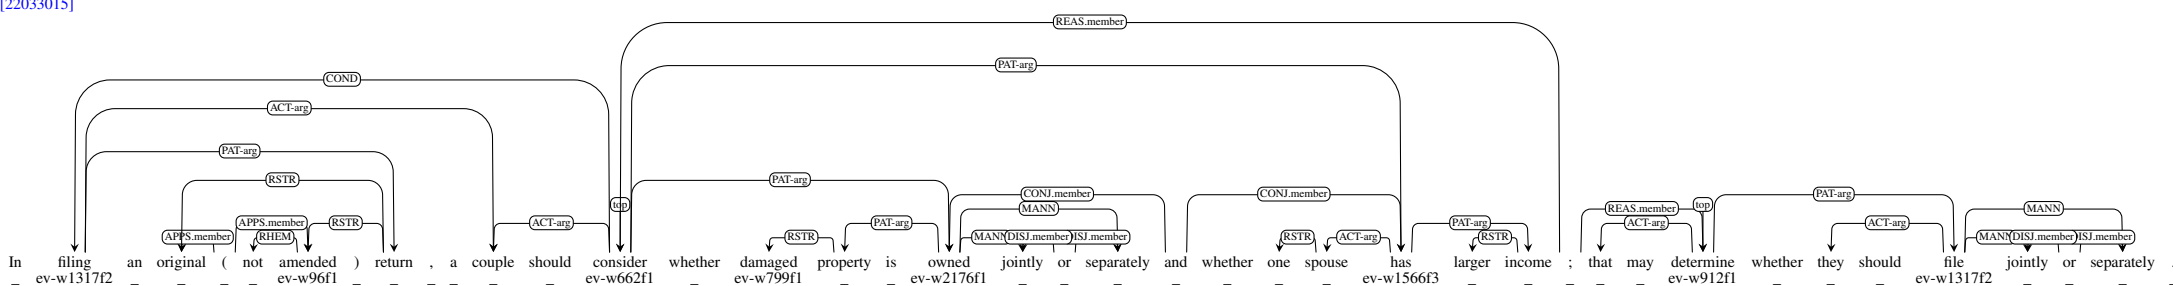 [22033015]
REAS.member
PAT-arg
COND
ACT-arg
PAT-arg
RSTR PAT-arg
CONJ.member CONJ.member PAT-arg
top MANN REAS.member top MANN
APPS.member RSTR ACT-arg PAT-arg ACT-arg PAT-arg ACT-arg
APPS.member RHEM RSTR MANN DISJ.member DISJ.member RSTR ACT-arg RSTR MANN DISJ.member DISJ.member
In filing an original ( not amended ) return , a couple should consider whether damaged property is owned jointly or separately and whether one spouse has larger income ; that may determine whether they should file jointly or separately .
_ ev-w1317f2 _ _ _ _ ev-w96f1 _ _ _ _ _ _ ev-w662f1 _ ev-w799f1 _ _ ev-w2176f1 _ _ _ _ _ _ _ ev-w1566f3 _ _ _ _ _ ev-w912f1 _ _ _ ev-w1317f2 _ _ _ _